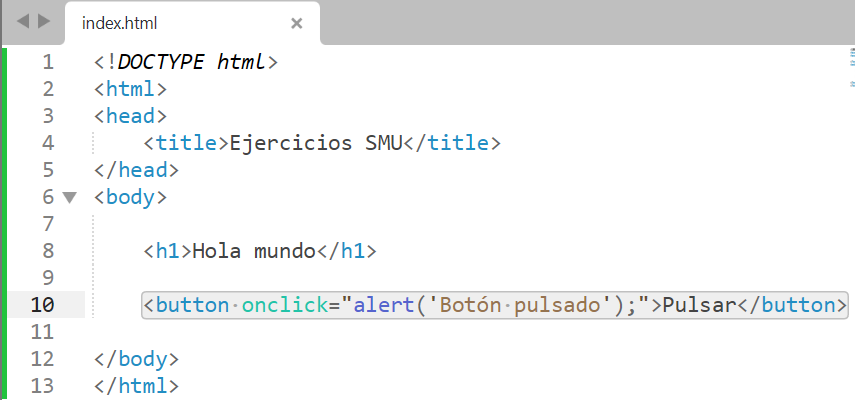 index.html
1 <!DOCTYPE html>
2 <html>
3 <head>
4 <title>Ejercicios SMU</title>
5 </head>
6 <body>
7
8 <h1>Hola mundo</h1>
9
10 <button onclick="alert('Botón pulsado');">Pulsar</button>
11
12 </body>
13 </html>